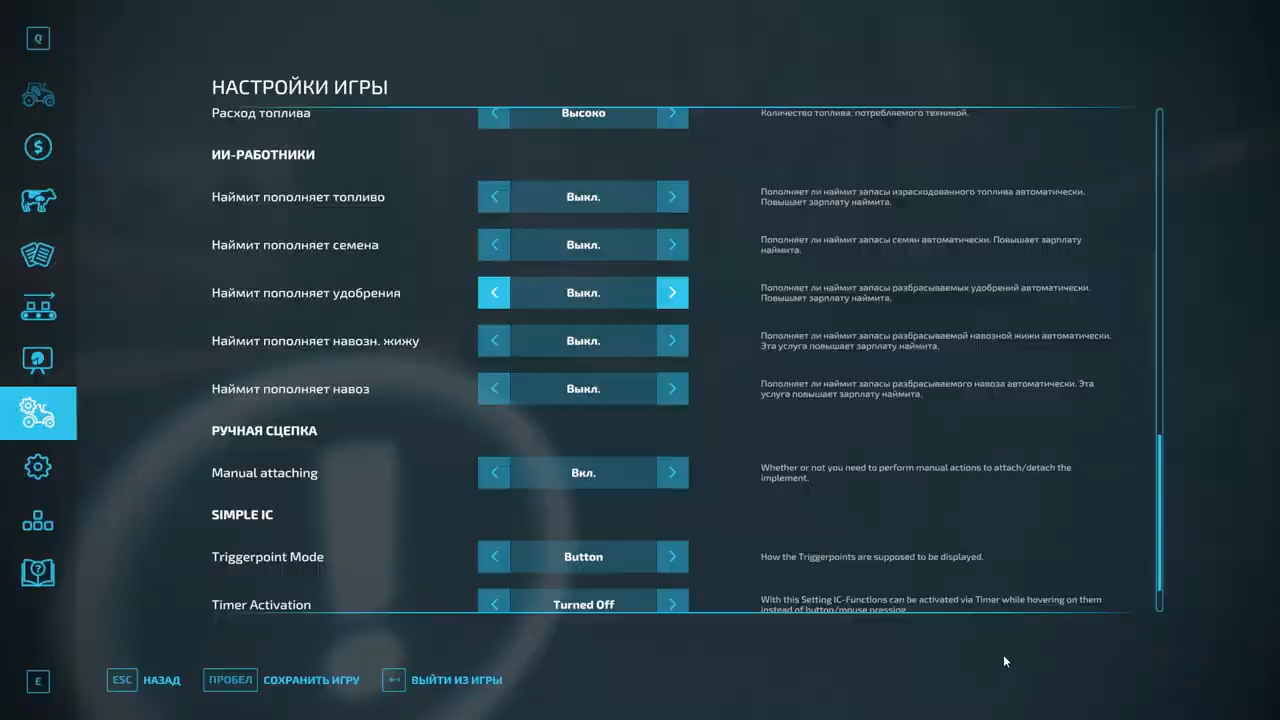 Q
НАСТРОЙКИ ИГРЫ
Расход топлива
Высоко
Количество топлива, потребляемого техникой.
ИИ-РАБОТНИКИ
Наймит пополняет топливо
Выкл.
Пополняет ли наймит запасы израсходованного топлива автоматически.
Повышает зарплату наймита.
Наймит пополняет семена
Выкл.
Пополняет ли наймит запасы семян автоматически. Повышает зарплату
наймита.
Наймит пополняет удобрения
Выкл.
Пополняет ли наймит запасы разбрасываемых удобрений автоматически.
Повышает зарплату наймита.
Наймит пополняет навозн. жижу
Выкл.
Пополняет ли наймит запасы разбрасываемой навозной жижи автоматически.
Эта услуга повышает зарплату наймита.
Наймит пополняет навоз
Выкл.
Пополняет ли наймит запасы разбрасываемого навоза автоматически. Эта
услуга повышает зарплату наймита.
РУЧНАЯ СЦЕПКА
Manual attaching
Вкл.
Whether or not you need to perform manual actions to attach/detach the
implement.
SIMPLE IC
Triggerpoint Mode
Button
How the Triggerpoints are supposed to be displayed.
Timer Activation
Turned Off
With this Setting IC-Functions can be activated via Timer while hovering on them
instead of button/mouse pressing
E
ESC НАЗАД
ПРОБЕЛ СОХРАНИТЬ ИГРУ
ВЫЙТИ ИЗ ИГРЫ